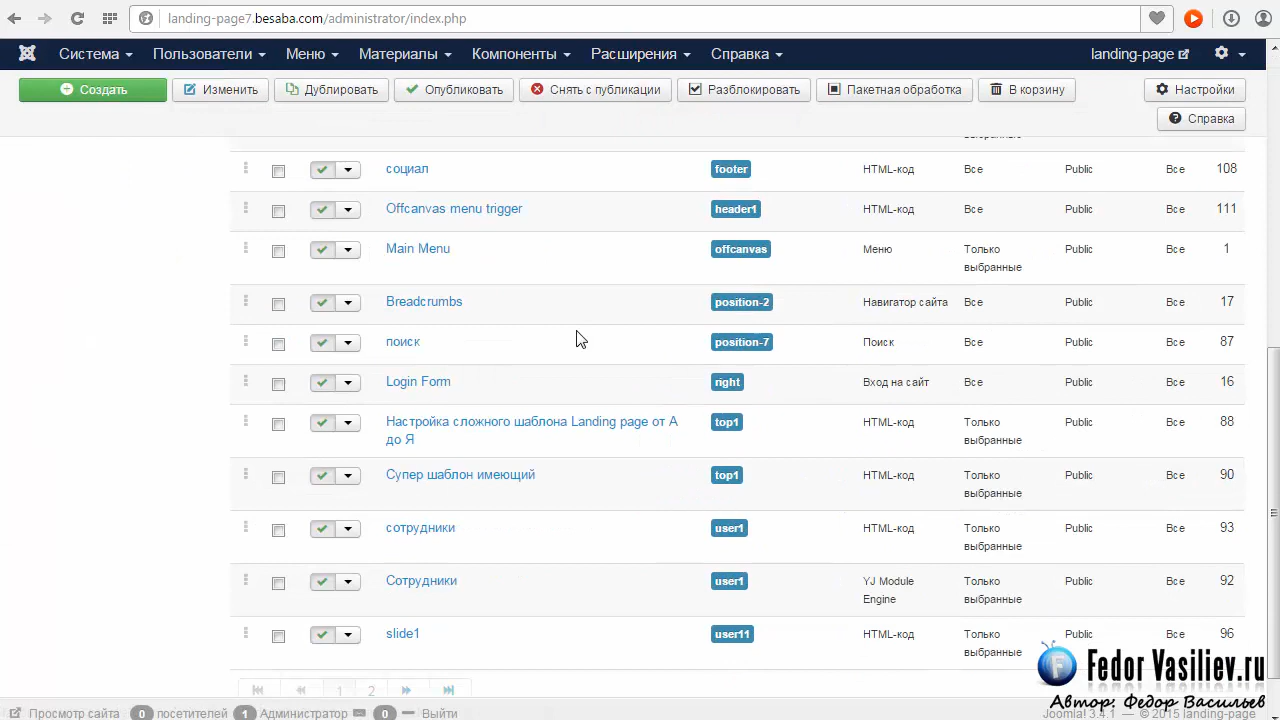 landing-page7.besaba.com/administrator/index.php
Система Пользователи Меню Материалы Компоненты Расширения Справка landing-page
Создать Изменить Дублировать Опубликовать Снять с публикации Разблокировать Пакетная обработка В корзину Настройки
Справка
выбранные
социал footer HTML-код Все Public Все 108
Offcanvas menu trigger header1 HTML-код Все Public Все 111
Main Menu offcanvas Меню Только Public Все 1
выбранные
Breadcrumbs position-2 Навигатор сайта Все Public Все 17
поиск position-7 Поиск Все Public Все 87
Login Form right Вход на сайт Все Public Все 16
Настройка сложного шаблона Landing page от А top1 HTML-код Только Public Все 88
до Я выбранные
Супер шаблон имеющий top1 HTML-код Только Public Все 90
выбранные
сотрудники user1 HTML-код Только Public Все 93
выбранные
Сотрудники user1 YJ Module Только Public Все 92
Engine выбранные
slide1 user11 HTML-код Только Public Все 96
выбранные
Fedor Vasiliev.ru
1 2
Автор: Федор Васильев
Просмотр сайта 0 посетителей 1 Администратор 0 Выйти
Joomla! 3.4.1 — © 2015 landing-page